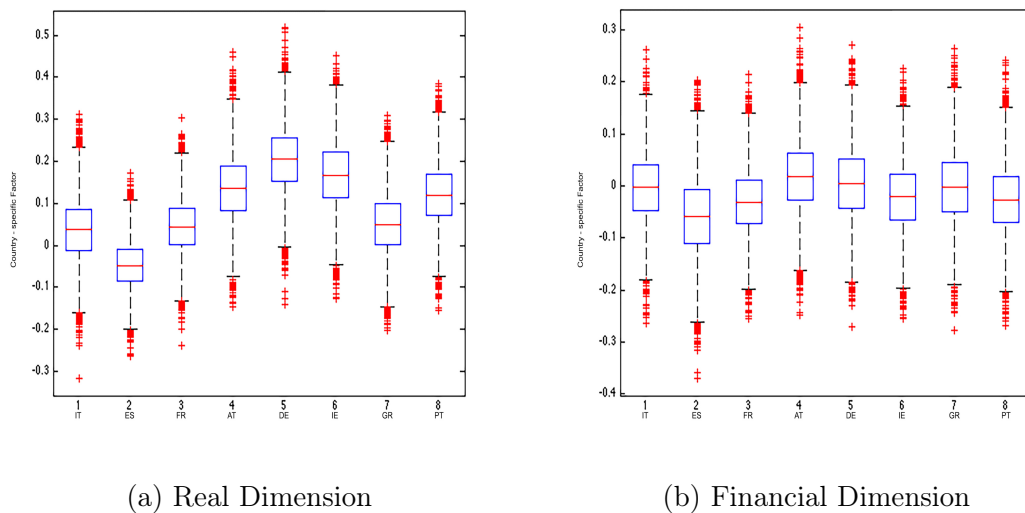 0.5
0.4
0.3
0.2
0.1
0
-0.1
-0.2
-0.3
Country - specific Factor
1 2 3 4 5 6 7 8
IT ES FR AT DE IE GR PT
(a) Real Dimension
0.3
0.2
0.1
0
-0.1
-0.2
-0.3
-0.4
Country - specific Factor
1 2 3 4 5 6 7 8
IT ES FR AT DE IE GR PT
(b) Financial Dimension